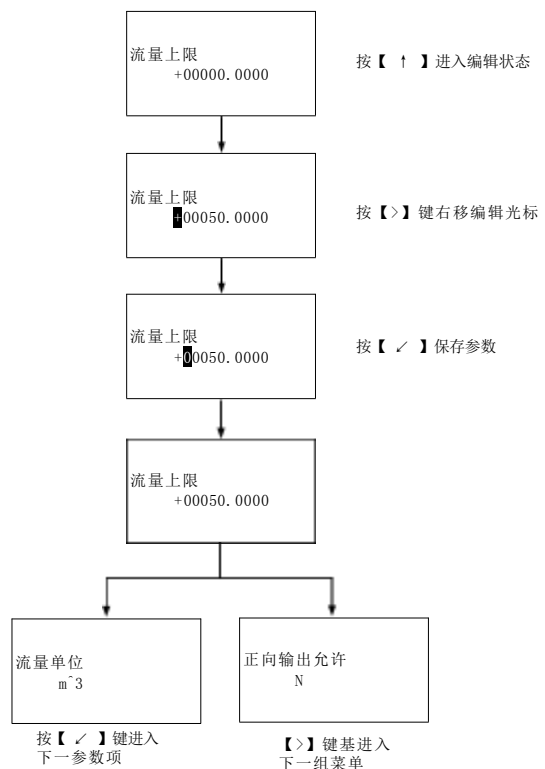 流量上限
+00000.0000
按【 ↑ 】进入编辑状态
流量上限
+00050.0000
按【>】键右移编辑光标
流量上限
+00050.0000
按【 ↙ 】保存参数
流量上限
+00050.0000
流量单位
m^3
正向输出允许
N
按【 ↙ 】键进入
下一参数项
【>】键基进入
下一组菜单